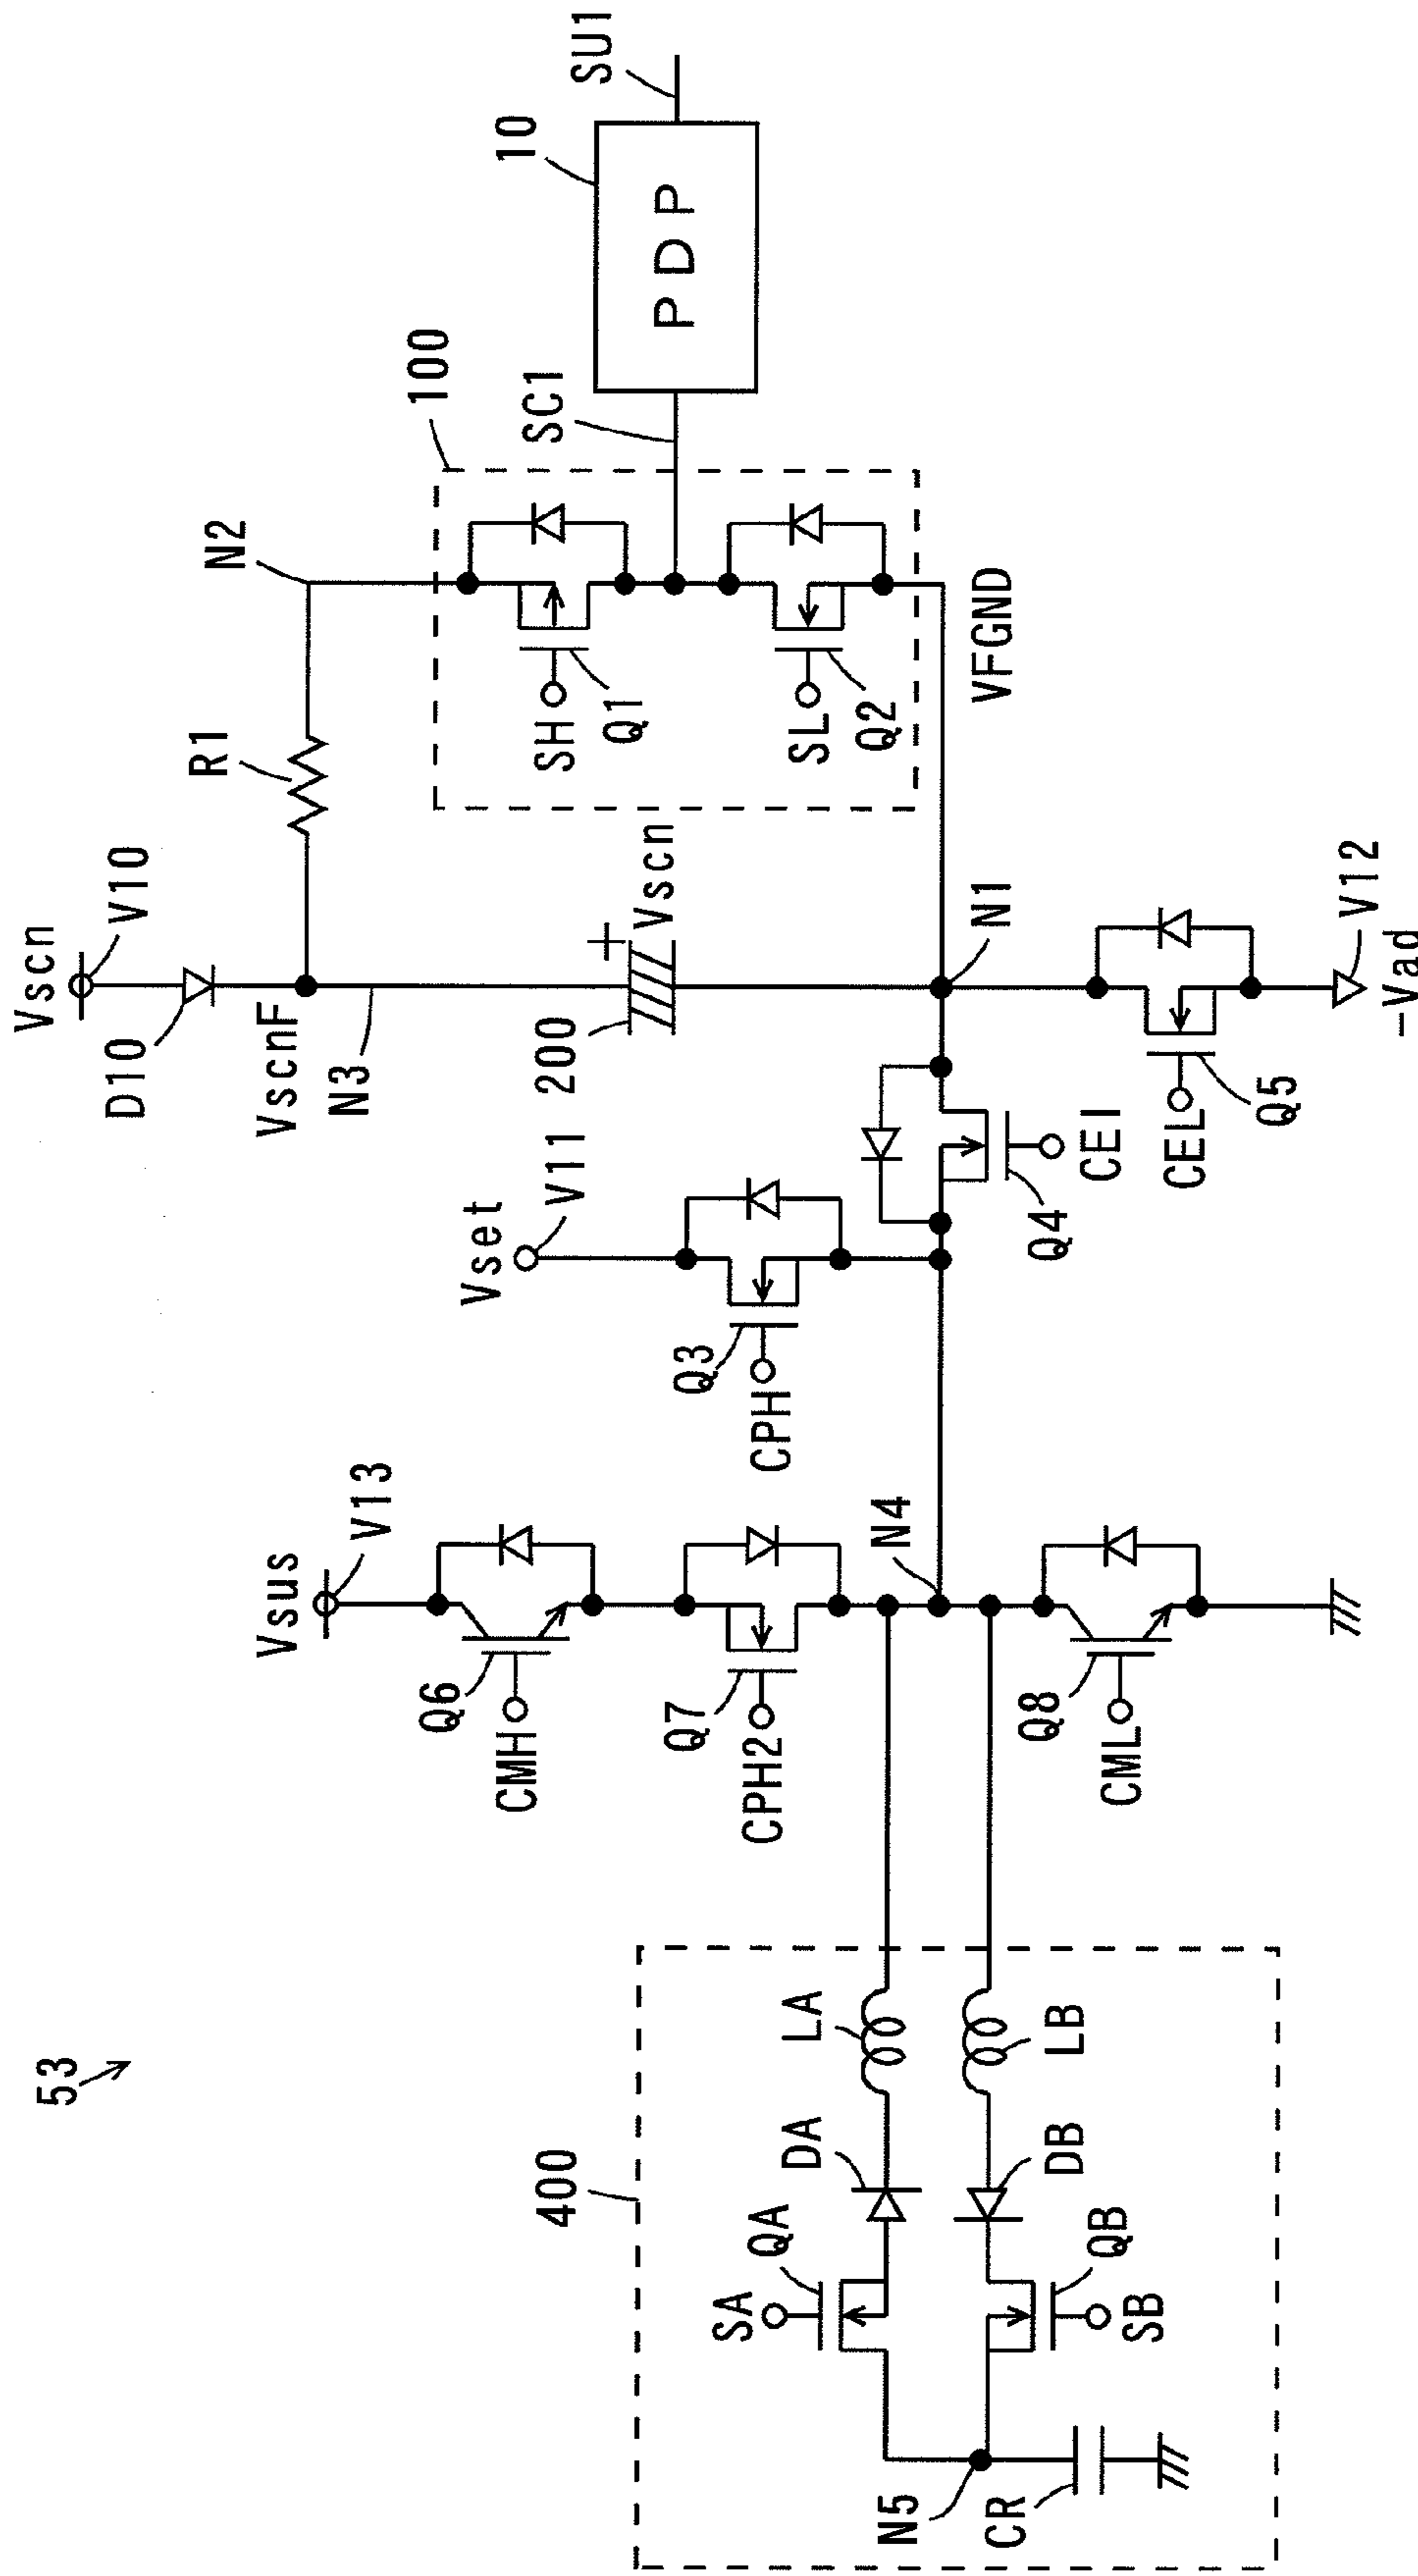 53
Vscn
V10
D10
VscnF
N3
R1
N2
100
SC1
10
SU1
PDP
SH
Q1
SL
Q2
VFGND
200
+
Vscn
N1
Vset
V11
Q3
CPH
Q4
CEI
CEL
Q5
V12
-Vad
Vsus
V13
Q6
CMH
Q7
CPH2
N4
Q8
CML
400
LA
DA
QA
SA
LB
DB
QB
SB
N5
CR